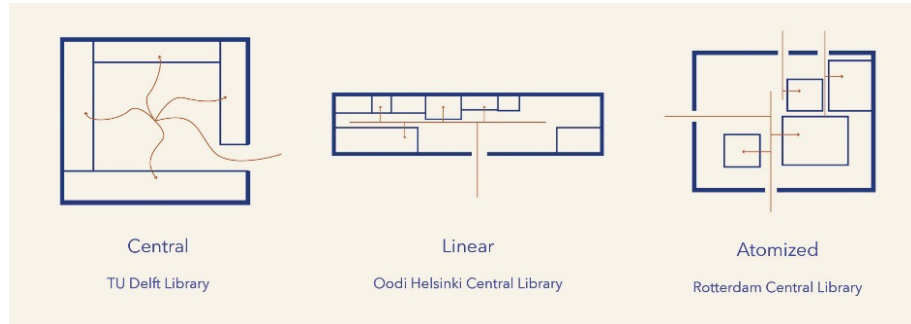 Central
TU Delft Library
Linear
Oodi Helsinki Central Library
Atomized
Rotterdam Central Library